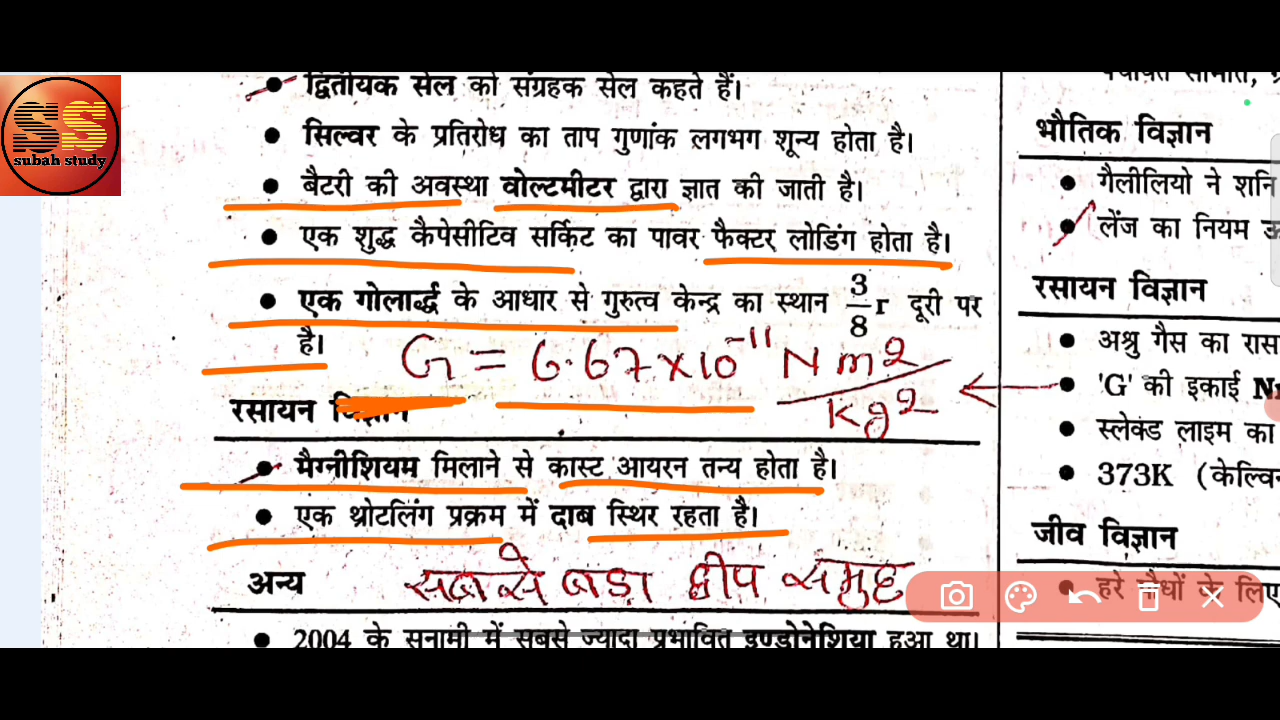 SS
subah study
द्वितीयक सेल को संग्रहक सेल कहते हैं।
सिल्वर के प्रतिरोध का ताप गुणांक लगभग शून्य होता है।
बैटरी की अवस्था वोल्टमीटर द्वारा ज्ञात की जाती है।
एक शुद्ध कैपेसीटिव सर्किट का पावर फैक्टर लोडिंग होता है।
एक गोलार्द्ध के आधार से गुरुत्व केन्द्र का स्थान 3/8 r दूरी पर
है।
G = 6.67×10⁻¹¹ N m²/kg²
रसायन विज्ञान
मैग्नीशियम मिलाने से कास्ट आयरन तन्य होता है।
एक थ्रोटलिंग प्रक्रम में दाब स्थिर रहता है।
अन्य
सबसे बड़ा द्वीप समुह
2004 के सुनामी में सबसे ज्यादा प्रभावित इण्डोनेशिया हुआ था।
भौतिक विज्ञान
गैलीलियो ने शनि
लेंज का नियम
रसायन विज्ञान
अश्रु गैस का रास
'G' की इकाई
स्लेक्ड लाइम का
373K (केल्विन
जीव विज्ञान
हरे पौधों के लिए